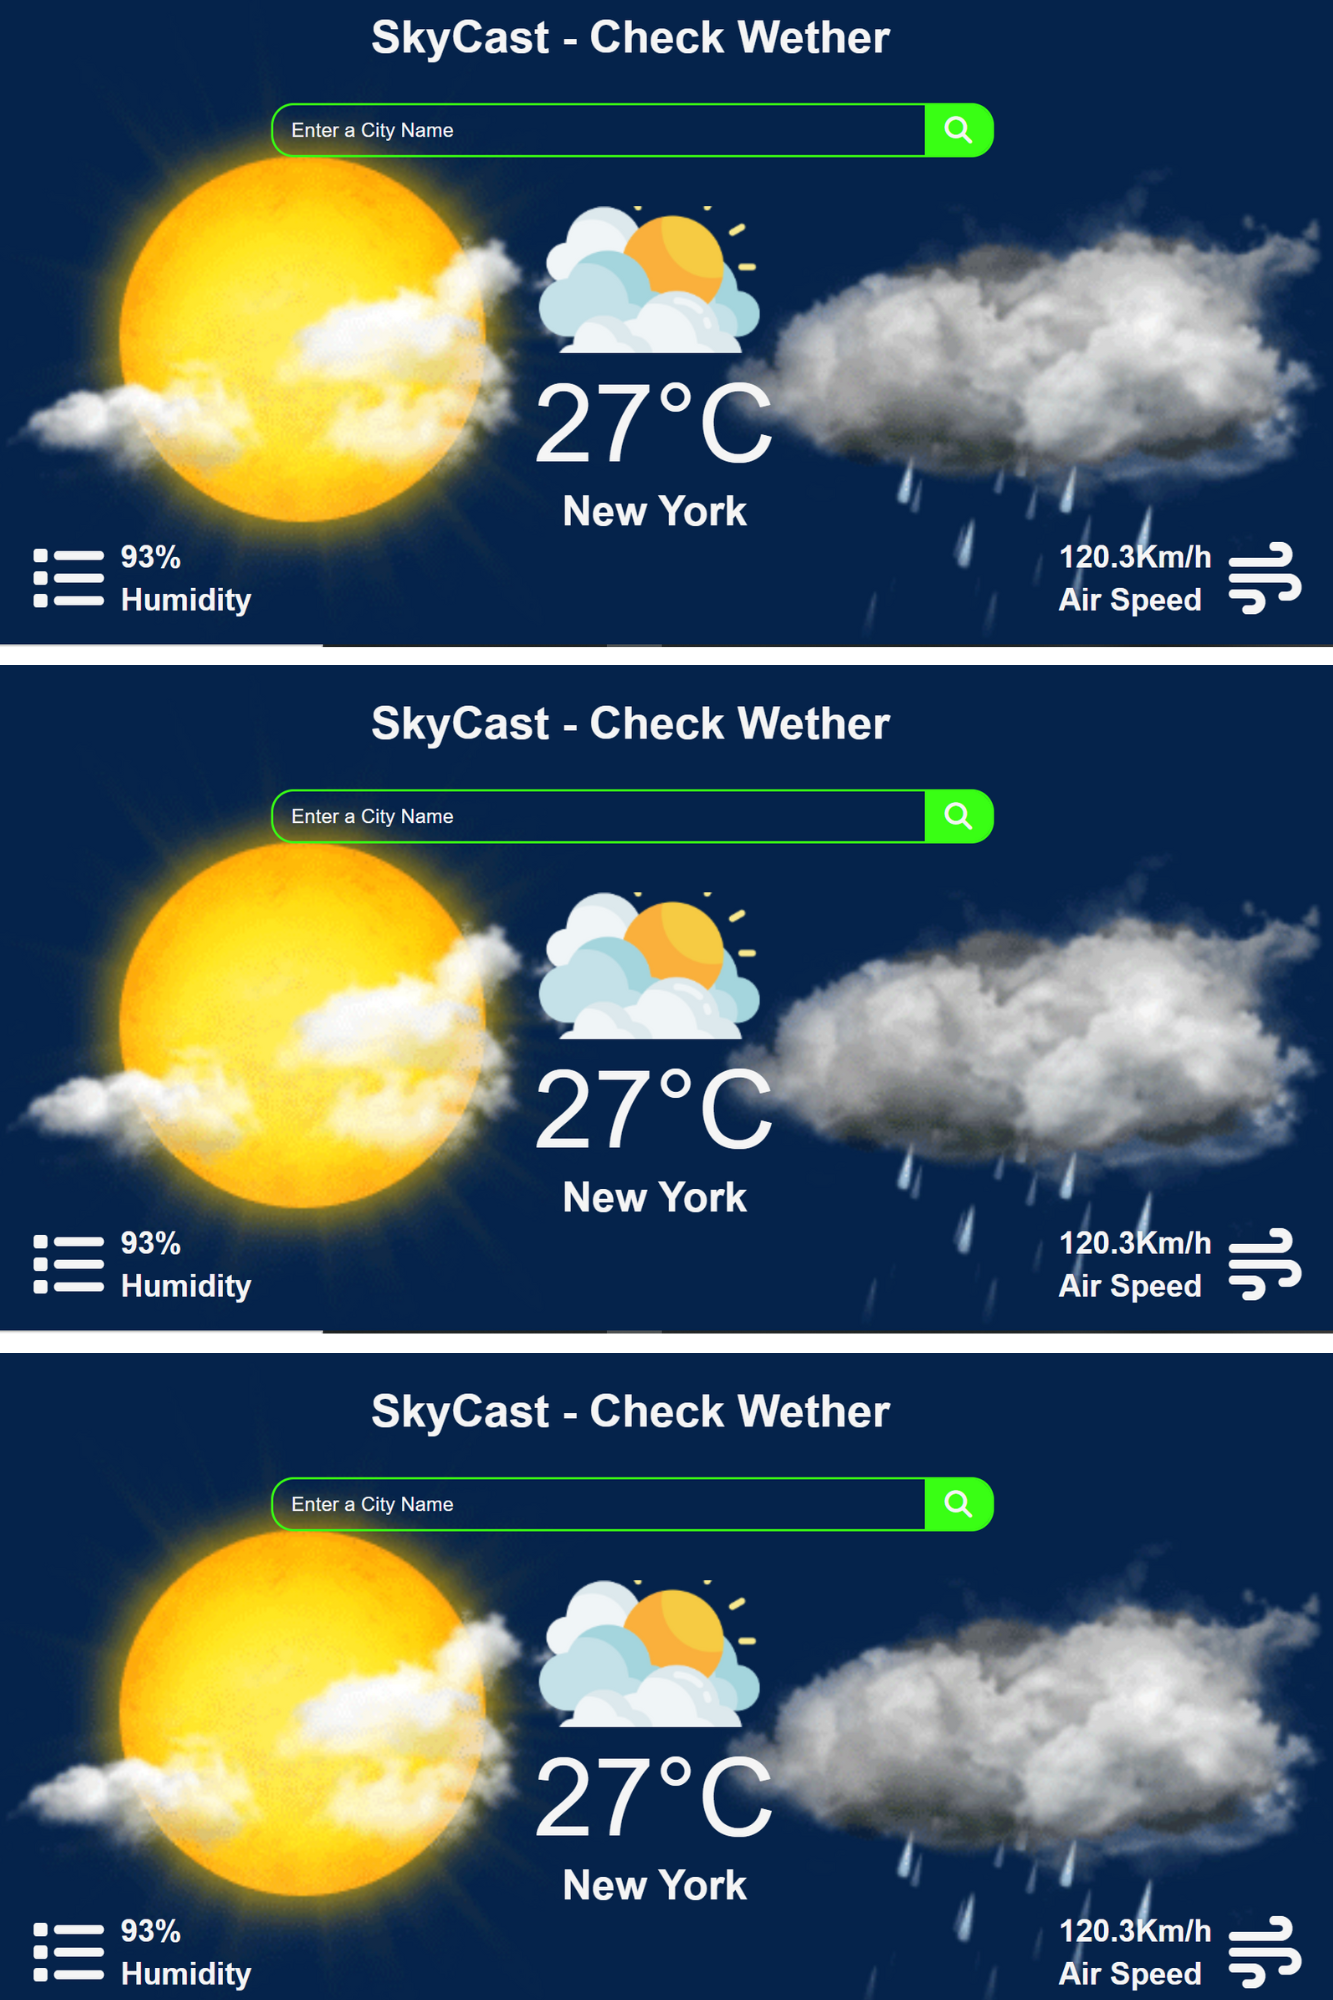 SkyCast - Check Wether
Enter a City Name
27°C
New York
93%
Humidity
120.3Km/h
Air Speed
SkyCast - Check Wether
Enter a City Name
27°C
New York
93%
Humidity
120.3Km/h
Air Speed
SkyCast - Check Wether
Enter a City Name
27°C
New York
93%
Humidity
120.3Km/h
Air Speed